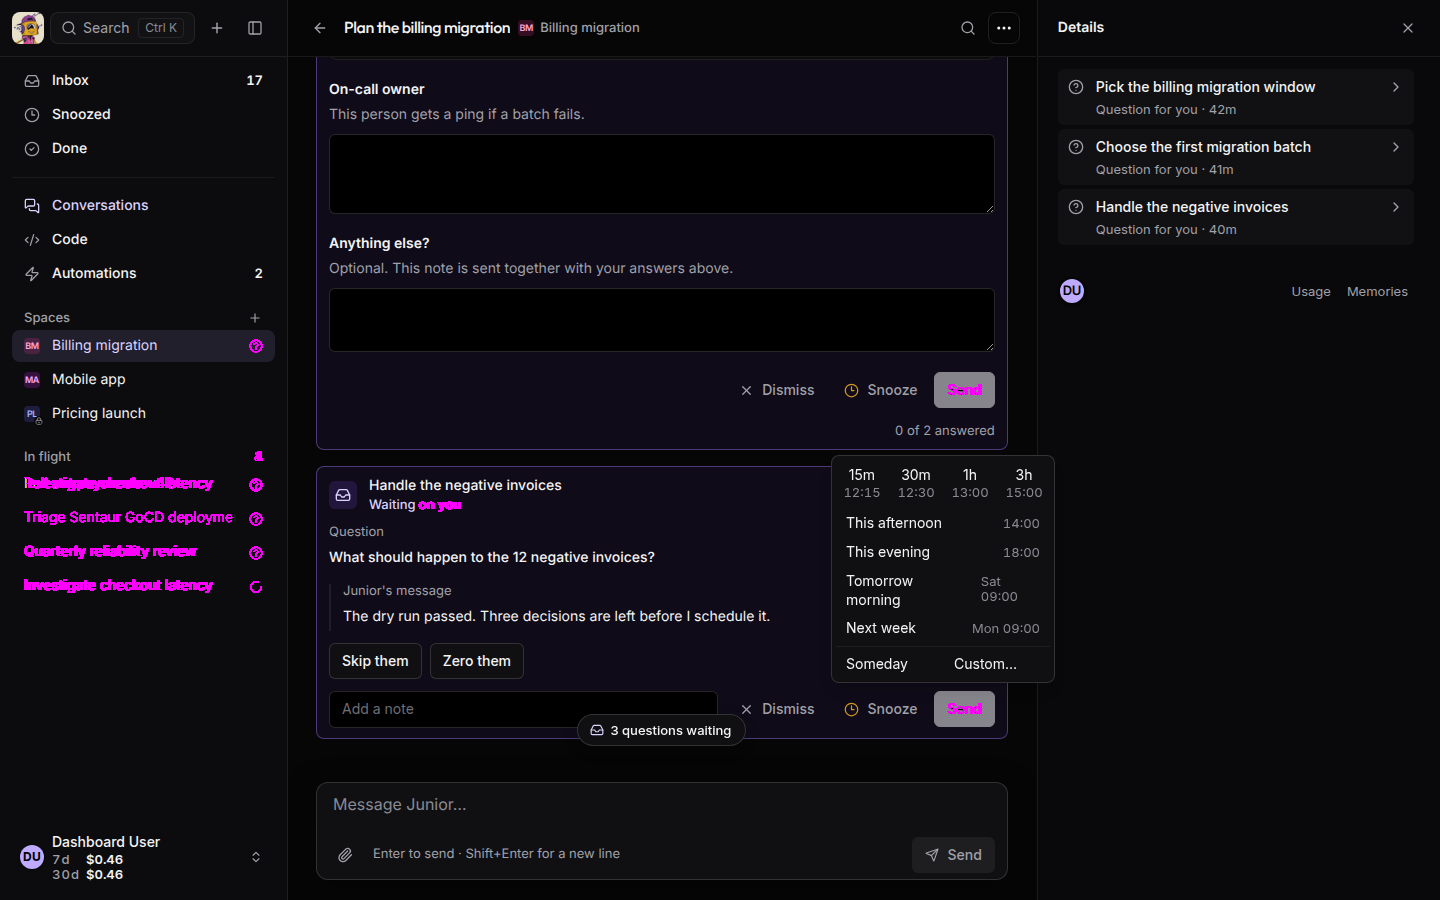 Search Ctrl K
Inbox 17
Snoozed
Done
Conversations
Code
Automations 2
Spaces
BM Billing migration
MA Mobile app
PL Pricing launch
In flight
Triage Sentaur GoCD deployme
Quarterly reliability review
Investigate checkout latency
DU Dashboard User
7d $0.46
30d $0.46
Plan the billing migration BM Billing migration
On-call owner
This person gets a ping if a batch fails.
Anything else?
Optional. This note is sent together with your answers above.
Dismiss Snooze Send
0 of 2 answered
Handle the negative invoices
Waiting on you
Question
What should happen to the 12 negative invoices?
Junior's message
The dry run passed. Three decisions are left before I schedule it.
Skip them Zero them
Add a note Dismiss Snooze Send
3 questions waiting
15m 30m 1h 3h
12:15 12:30 13:00 15:00
This afternoon 14:00
This evening 18:00
Tomorrow morning Sat 09:00
Next week Mon 09:00
Someday Custom...
Message Junior...
Enter to send · Shift+Enter for a new line Send
Details
Pick the billing migration window
Question for you · 42m
Choose the first migration batch
Question for you · 41m
Handle the negative invoices
Question for you · 40m
DU Usage Memories